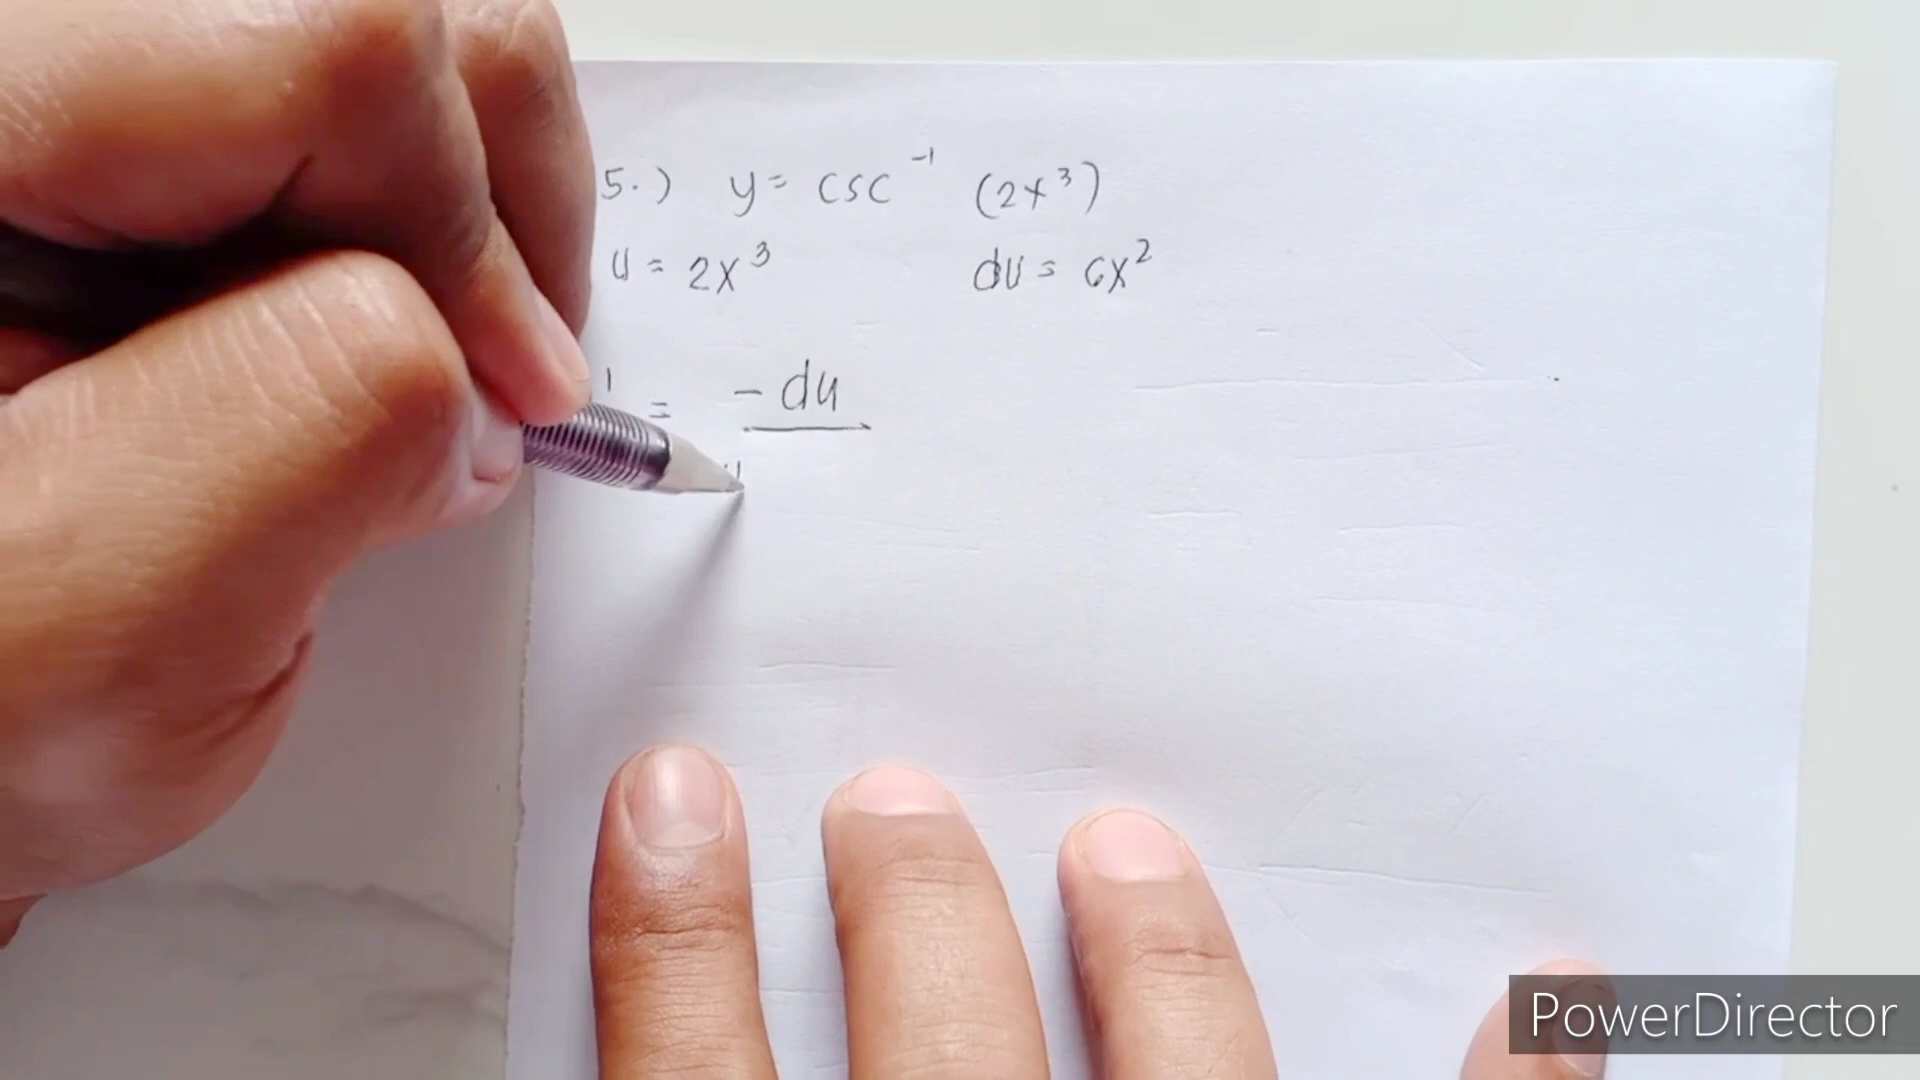 5.) y = csc⁻¹ (2x³)
u = 2x³ du = 6x²
' = - du
u
PowerDirector